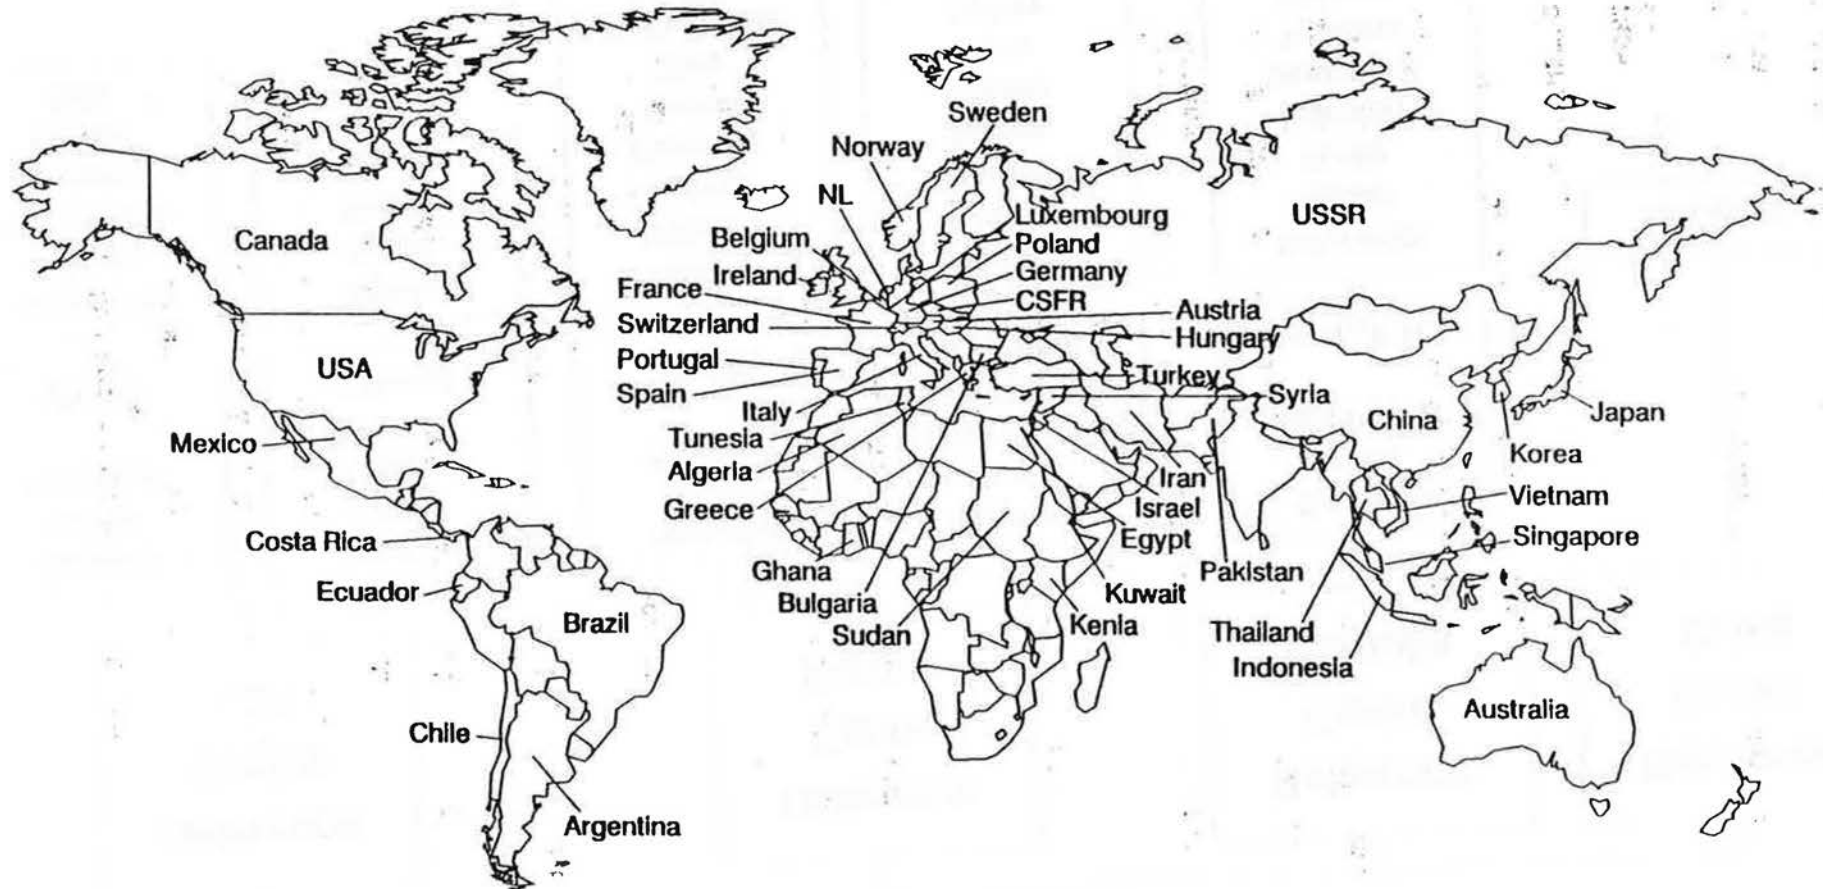 Sweden
Norway
NL
Luxembourg
USSR
Belgium
Poland
Canada
Ireland
Germany
France
CSFR
Austria
Switzerland
Hungary
Portugal
USA
Turkey
Spain
Syria
Italy
China
Japan
Tunesia
Mexico
Korea
Algeria
Iran
Vietnam
Greece
Israel
Singapore
Costa Rica
Egypt
Ghana
Pakistan
Ecuador
Kuwait
Bulgaria
Brazil
Kenia
Sudan
Thailand
Indonesia
Australia
Chile
Argentina